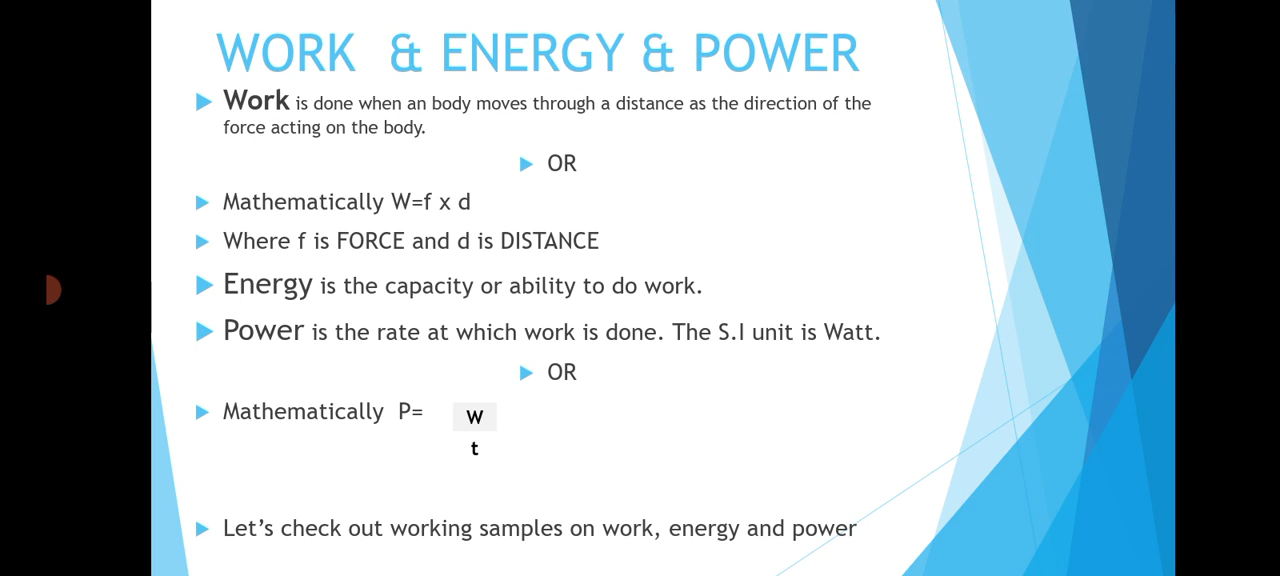 WORK & ENERGY & POWER
Work is done when an body moves through a distance as the direction of the
force acting on the body.
OR
Mathematically W=f x d
Where f is FORCE and d is DISTANCE
Energy is the capacity or ability to do work.
Power is the rate at which work is done. The S.I unit is Watt.
OR
Mathematically P=
W
t
Let’s check out working samples on work, energy and power